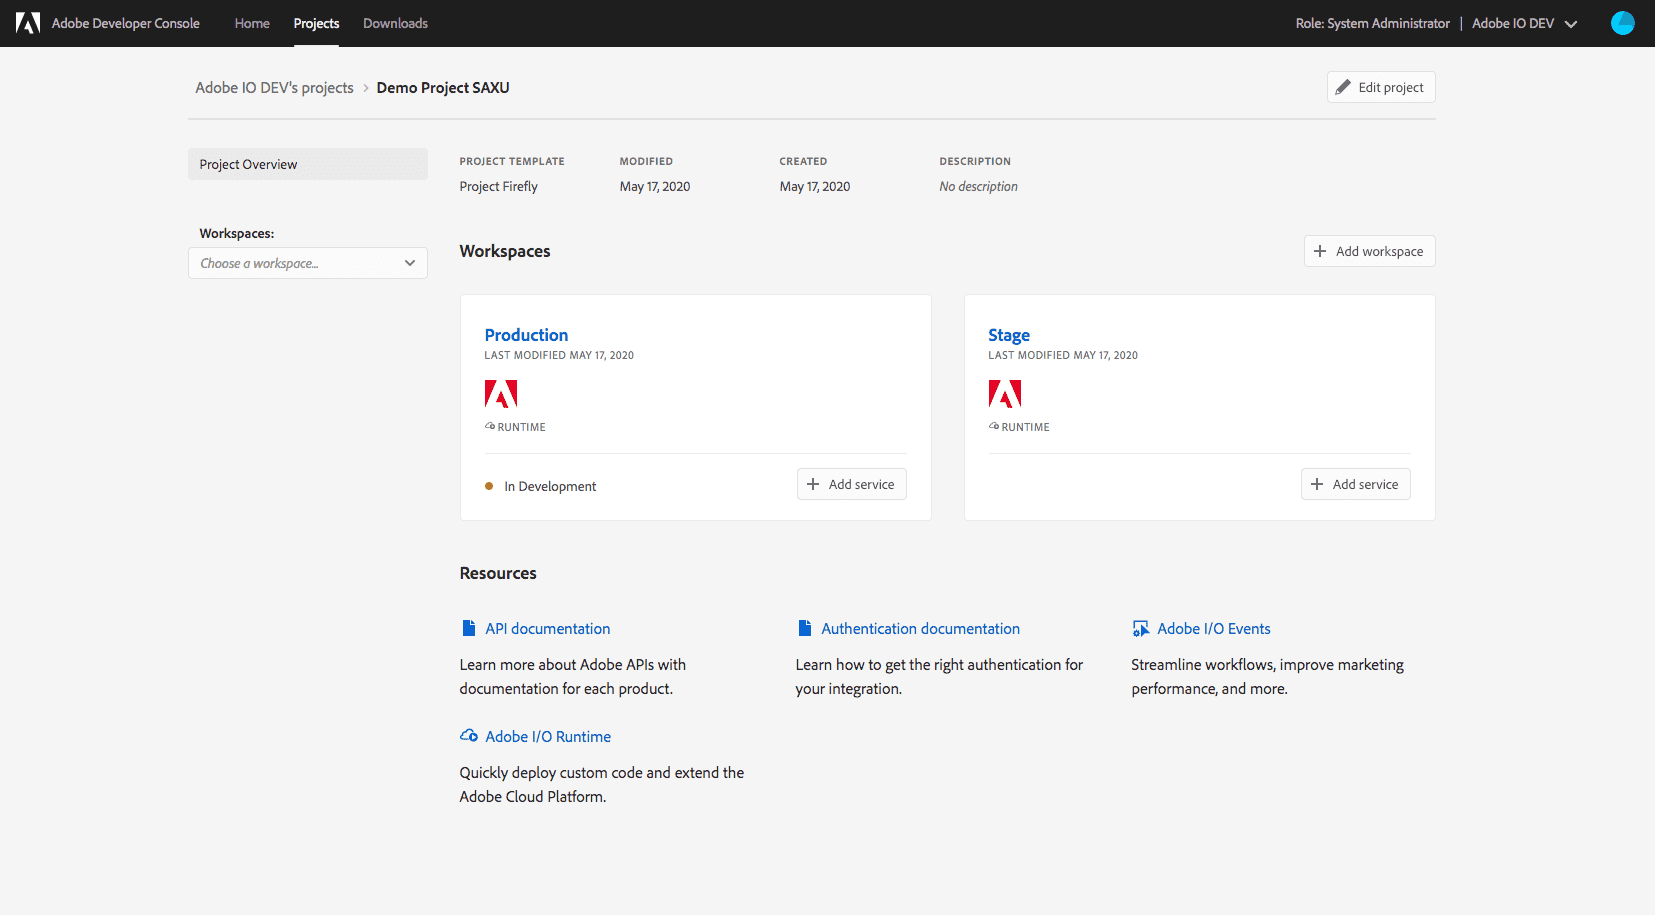 Adobe Developer Console Home Projects Downloads Role: System Administrator | Adobe IO DEV
Adobe IO DEV's projects > Demo Project SAXU Edit project
Project Overview
Workspaces:
Choose a workspace...
PROJECT TEMPLATE MODIFIED CREATED DESCRIPTION
Project Firefly May 17, 2020 May 17, 2020 No description
Workspaces + Add workspace
Production
LAST MODIFIED MAY 17, 2020
RUNTIME
In Development + Add service
Stage
LAST MODIFIED MAY 17, 2020
RUNTIME
+ Add service
Resources
API documentation
Learn more about Adobe APIs with
documentation for each product.
Authentication documentation
Learn how to get the right authentication for
your integration.
Adobe I/O Events
Streamline workflows, improve marketing
performance, and more.
Adobe I/O Runtime
Quickly deploy custom code and extend the
Adobe Cloud Platform.